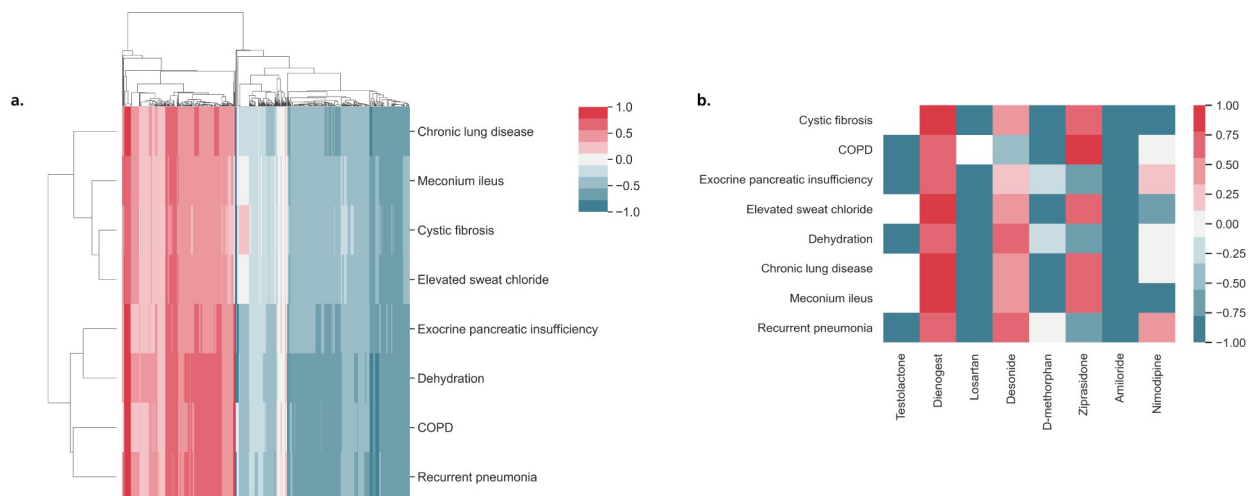 a.
1.0
0.5
0.0
−0.5
−1.0
Chronic lung disease
Meconium ileus
Cystic fibrosis
Elevated sweat chloride
Exocrine pancreatic insufficiency
Dehydration
COPD
Recurrent pneumonia
b.
Cystic fibrosis
COPD
Exocrine pancreatic insufficiency
Elevated sweat chloride
Dehydration
Chronic lung disease
Meconium ileus
Recurrent pneumonia
Testolactone
Dienogest
Losartan
Desonide
D-methorphan
Ziprasidone
Amiloride
Nimodipine
1.00
0.75
0.50
0.25
0.00
−0.25
−0.50
−0.75
−1.00